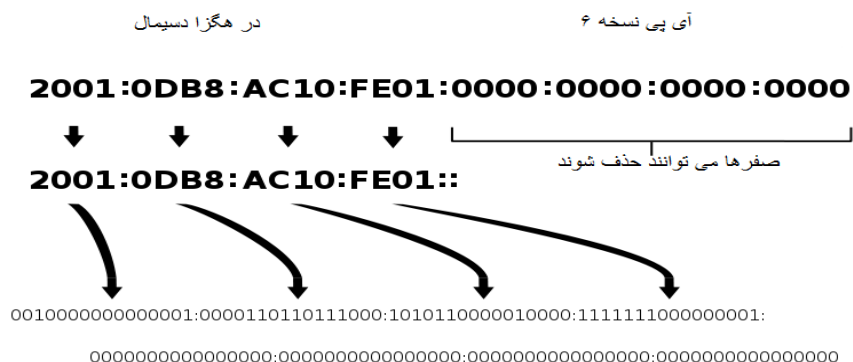 آی پی نسخه ۶
در هگزا دسیمال
2001:0DB8:AC10:FE01:0000:0000:0000:0000
صفرها می توانند حذف شوند
2001:0DB8:AC10:FE01::
0010000000000001:0000110110111000:1010110000010000:1111111000000001:
0000000000000000:0000000000000000:0000000000000000:0000000000000000